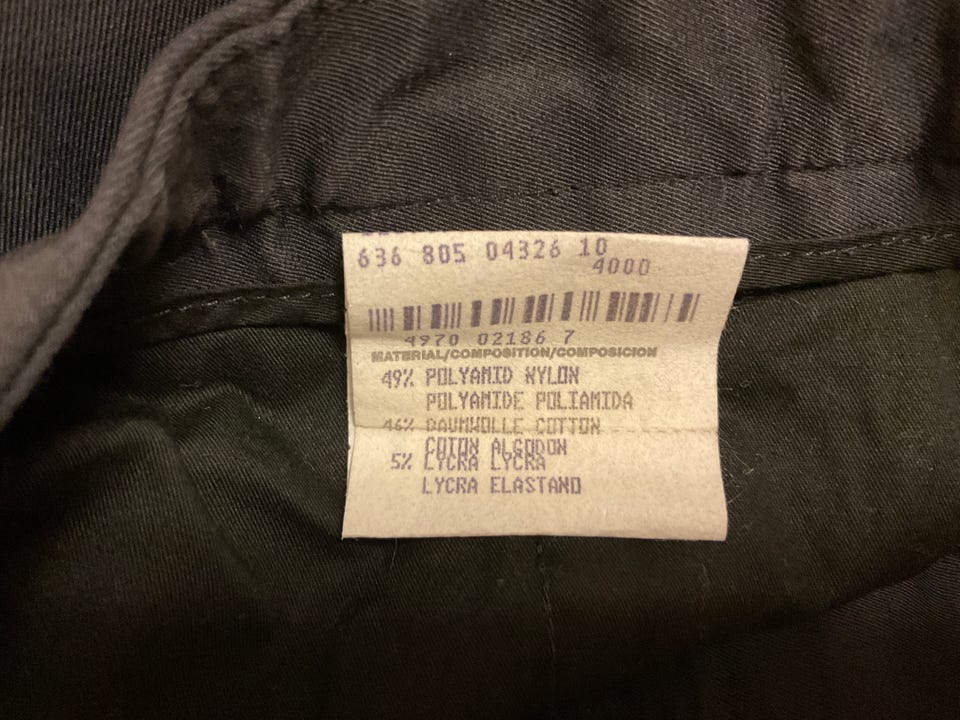 636 805 04326 10
4000
4970 02186 7
MATERIAL/COMPOSITION/COMPOSICION
49% POLYAMID NYLON
POLYAMIDE POLIAMIDA
46% BAUMWOLLE COTTON
COTON ALGODON
5% LYCRA LYCRA
LYCRA ELASTANO